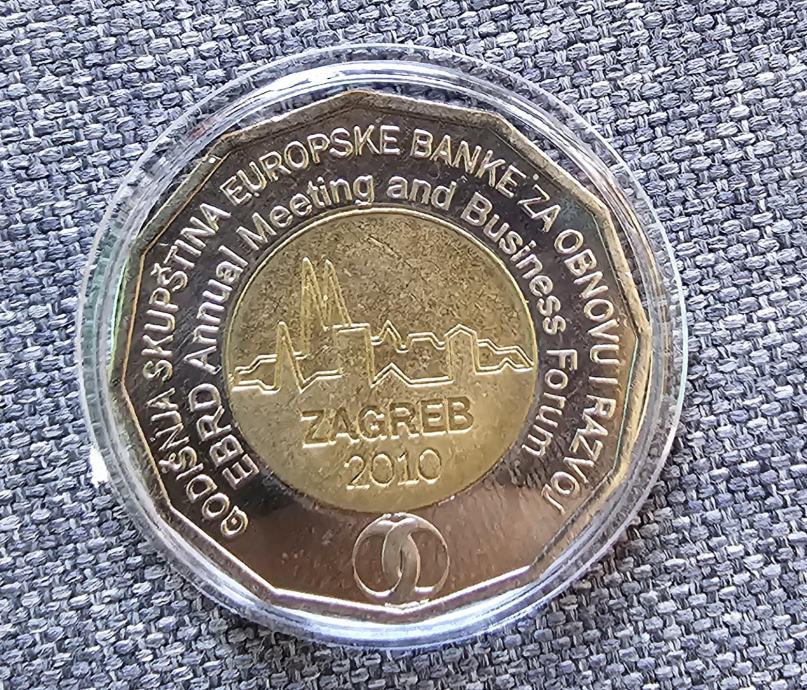 GODIŠNJA SKUPŠTINA EUROPSKE BANKE ZA OBNOVU I RAZVOJ
EBRD Annual Meeting and Business Forum
ZAGREB
2010